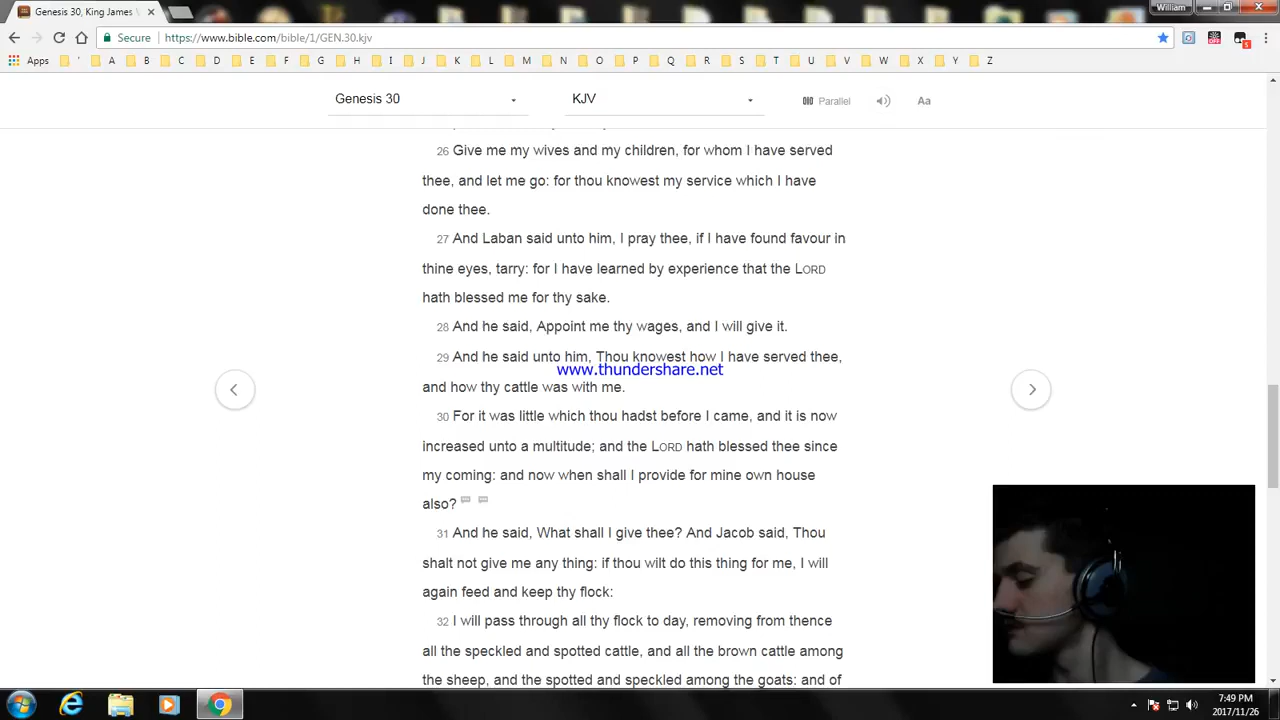 Genesis 30, King James V
William
Secure
https://www.bible.com/bible/1/GEN.30.kjv
Apps ' A B C D E F G H I J K L M N O P Q R S T U V W X Y Z
Genesis 30
KJV
Parallel
Aa
26 Give me my wives and my children, for whom I have served
thee, and let me go: for thou knowest my service which I have
done thee.
27 And Laban said unto him, I pray thee, if I have found favour in
thine eyes, tarry: for I have learned by experience that the LORD
hath blessed me for thy sake.
28 And he said, Appoint me thy wages, and I will give it.
29 And he said unto him, Thou knowest how I have served thee,
www.thundershare.net
and how thy cattle was with me.
30 For it was little which thou hadst before I came, and it is now
increased unto a multitude; and the LORD hath blessed thee since
my coming: and now when shall I provide for mine own house
also?
31 And he said, What shall I give thee? And Jacob said, Thou
shalt not give me any thing: if thou wilt do this thing for me, I will
again feed and keep thy flock:
32 I will pass through all thy flock to day, removing from thence
all the speckled and spotted cattle, and all the brown cattle among
the sheep, and the spotted and speckled among the goats: and of
7:49 PM
2017/11/26